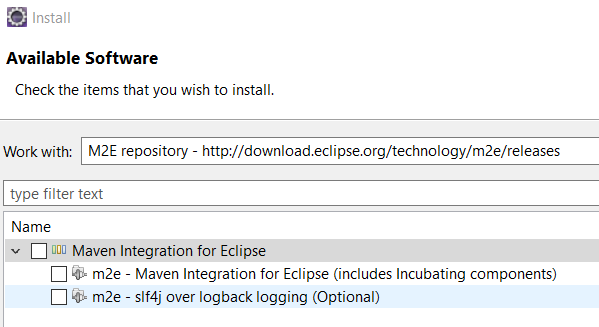 Install
Available Software
Check the items that you wish to install.
Work with: M2E repository - http://download.eclipse.org/technology/m2e/releases
type filter text
Name
Maven Integration for Eclipse
m2e - Maven Integration for Eclipse (includes Incubating components)
m2e - slf4j over logback logging (Optional)